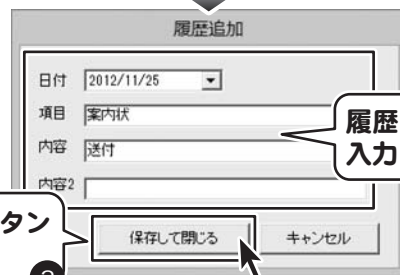 履歴追加
日付 2012/11/25
項目 案内状
履歴
入力
内容 送付
内容2
タン
保存して閉じる キャンセル